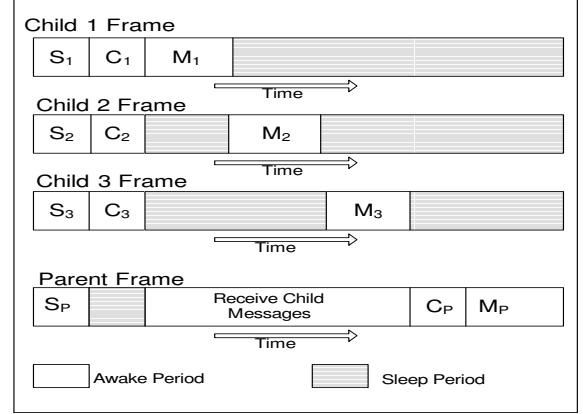 Child 1 Frame
S₁ C₁ M₁
Time
Child 2 Frame
S₂ C₂ M₂
Time
Child 3 Frame
S₃ C₃ M₃
Time
Parent Frame
Sₚ Receive Child Messages Cₚ Mₚ
Time
Awake Period Sleep Period